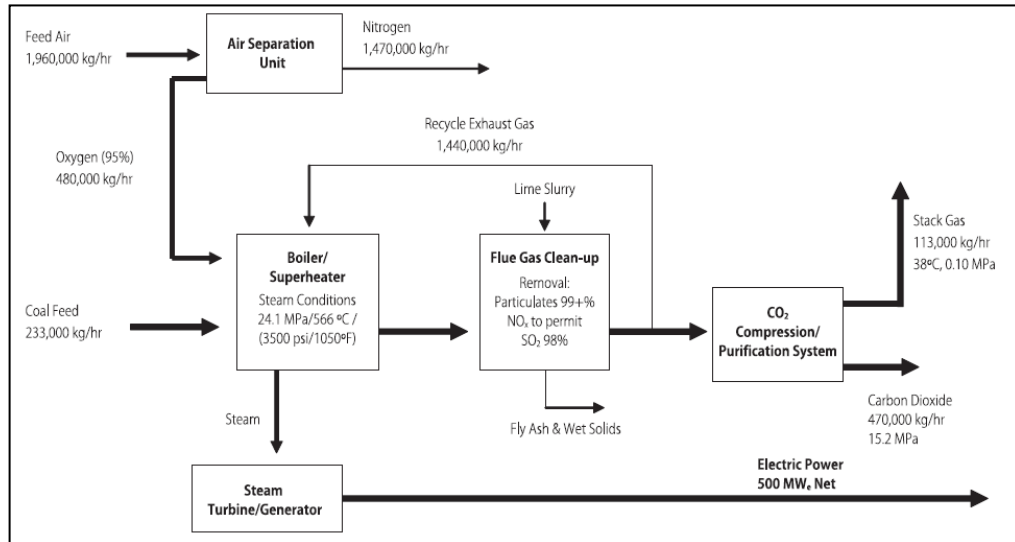 Feed Air
1,960,000 kg/hr
Air Separation
Unit
Nitrogen
1,470,000 kg/hr
Oxygen (95%)
480,000 kg/hr
Recycle Exhaust Gas
1,440,000 kg/hr
Lime Slurry
Coal Feed
233,000 kg/hr
Boiler/
Superheater
Steam Conditions
24.1 MPa/566 ºC /
(3500 psi/1050ºF)
Flue Gas Clean-up
Removal:
Particulates 99+%
NOₓ to permit
SO₂ 98%
CO₂
Compression/
Purification System
Stack Gas
113,000 kg/hr
38ºC, 0.10 MPa
Carbon Dioxide
470,000 kg/hr
15.2 MPa
Steam
Fly Ash & Wet Solids
Steam
Turbine/Generator
Electric Power
500 MWₑ Net